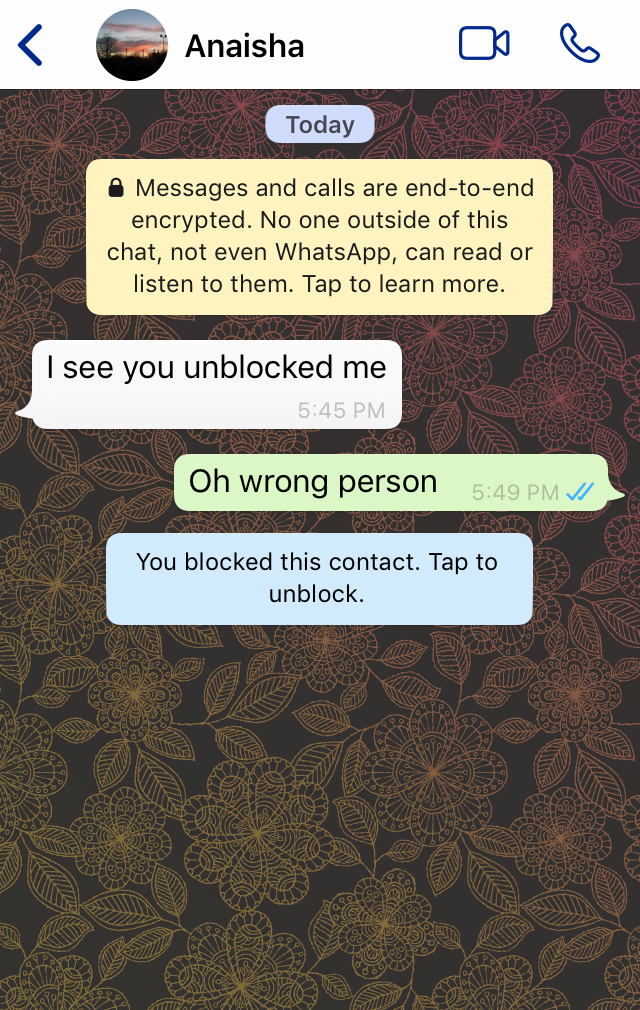 Anaisha
Today
Messages and calls are end-to-end
encrypted. No one outside of this
chat, not even WhatsApp, can read or
listen to them. Tap to learn more.
I see you unblocked me
5:45 PM
Oh wrong person 5:49 PM
You blocked this contact. Tap to
unblock.